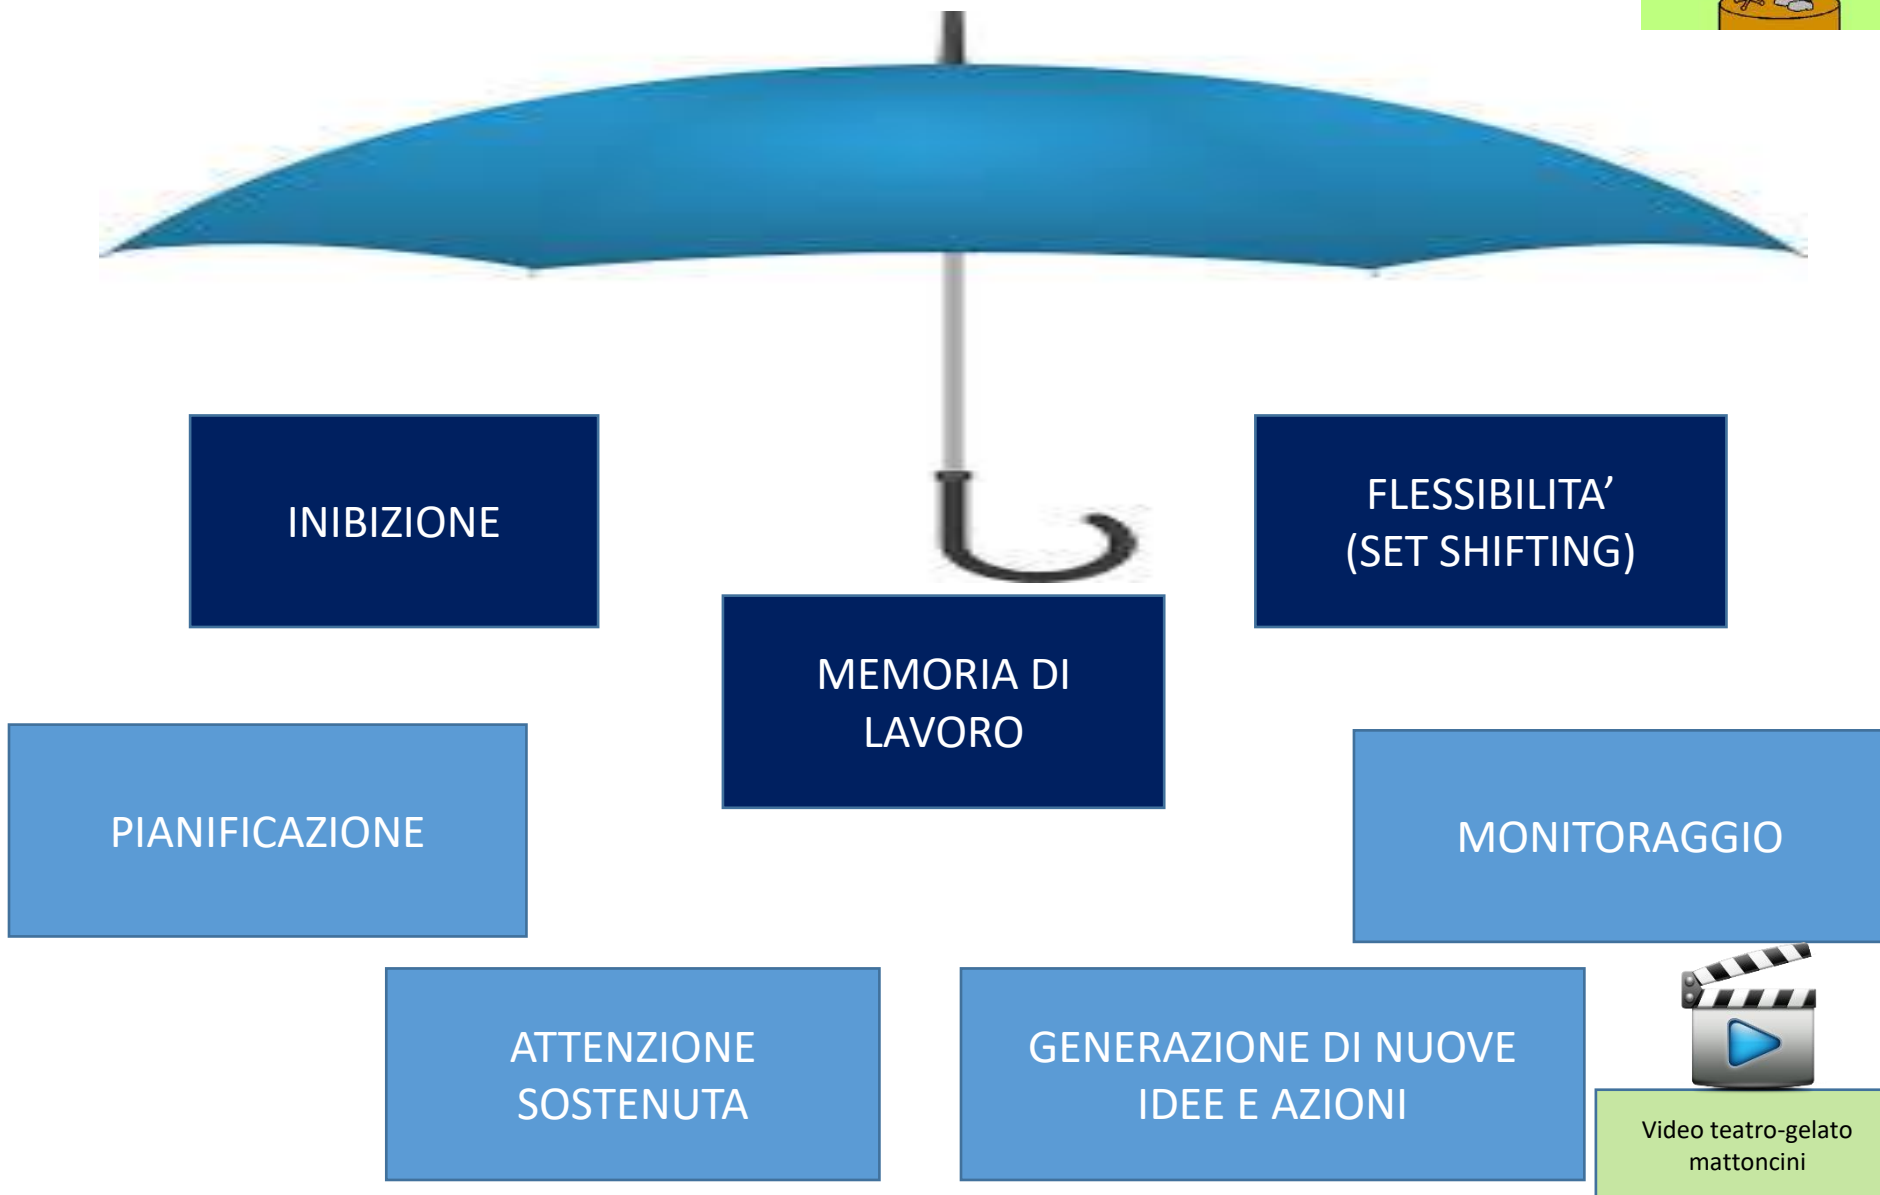 INIBIZIONE
FLESSIBILITA’
(SET SHIFTING)
MEMORIA DI
LAVORO
PIANIFICAZIONE
MONITORAGGIO
ATTENZIONE
SOSTENUTA
GENERAZIONE DI NUOVE
IDEE E AZIONI
Video teatro-gelato
mattoncini